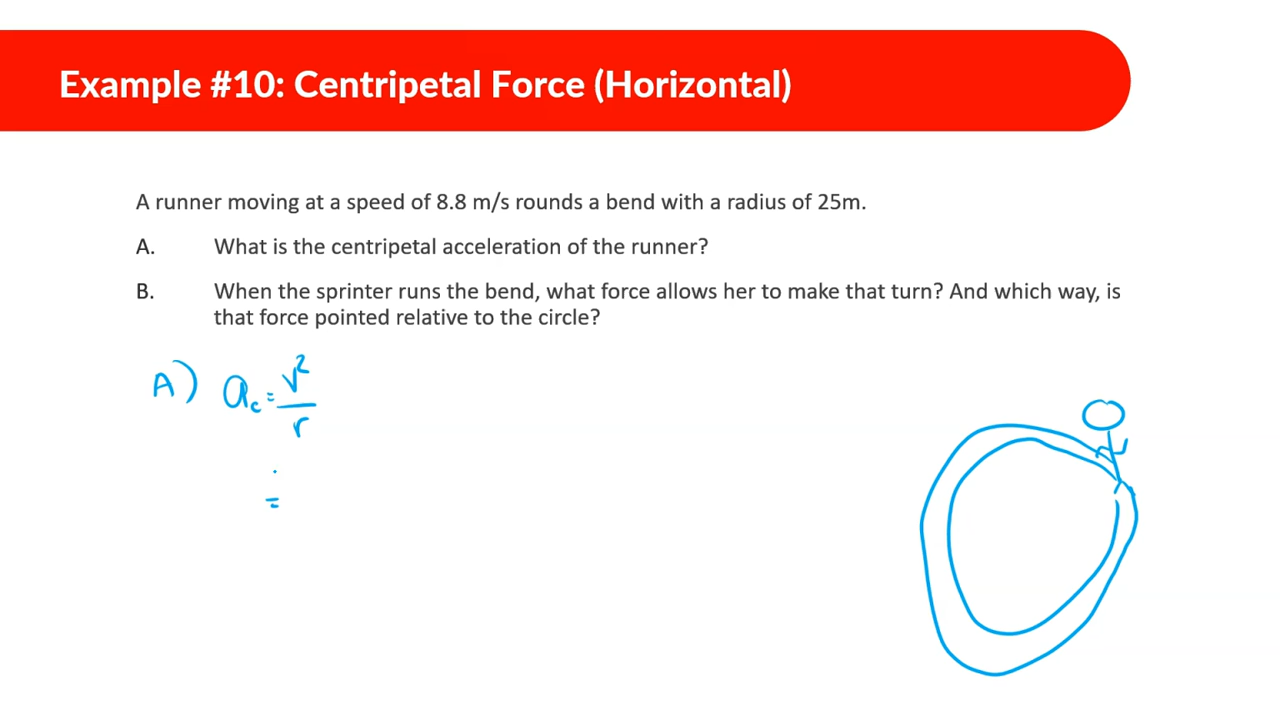 Example #10: Centripetal Force (Horizontal)
A runner moving at a speed of 8.8 m/s rounds a bend with a radius of 25m.
A. What is the centripetal acceleration of the runner?
B. When the sprinter runs the bend, what force allows her to make that turn? And which way, is
that force pointed relative to the circle?
A) ac = v²/r
=